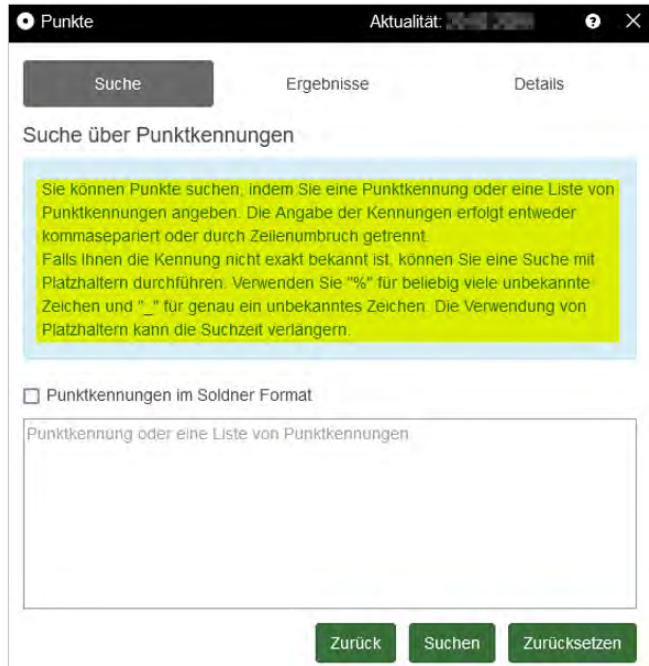 Punkte Aktualität:
Suche Ergebnisse Details
Suche über Punktkennungen
Sie können Punkte suchen, indem Sie eine Punktkennung oder eine Liste von
Punktkennungen angeben. Die Angabe der Kennungen erfolgt entweder
kommasepariert oder durch Zeilenumbruch getrennt.
Falls Ihnen die Kennung nicht exakt bekannt ist, können Sie eine Suche mit
Platzhaltern durchführen. Verwenden Sie "%" für beliebig viele unbekannte
Zeichen und "_" für genau ein unbekanntes Zeichen. Die Verwendung von
Platzhaltern kann die Suchzeit verlängern.
Punktkennungen im Soldner Format
Punktkennung oder eine Liste von Punktkennungen
Zurück Suchen Zurücksetzen